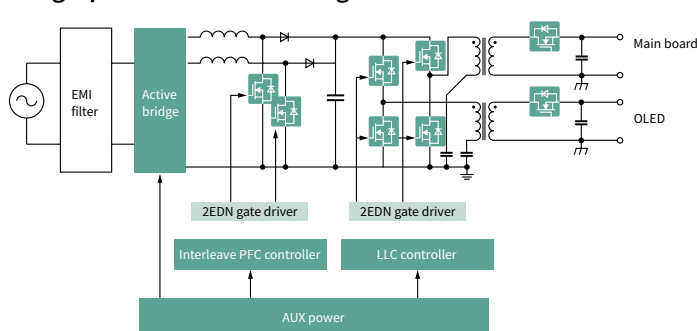 Main board
EMI
filter
Active
bridge
OLED
2EDN gate driver
2EDN gate driver
Interleave PFC controller
LLC controller
AUX power